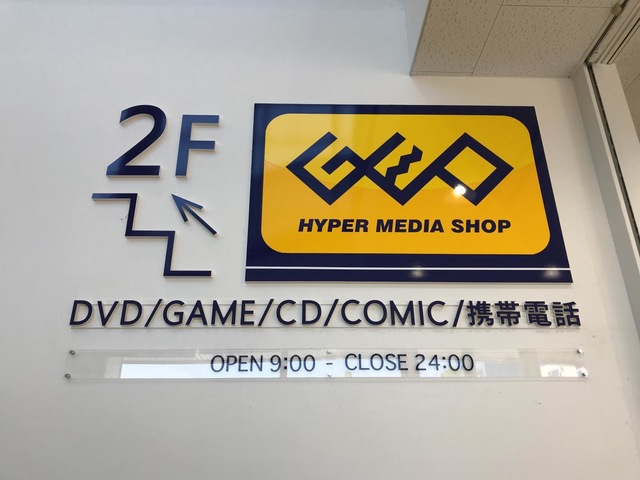 2F
GEO
HYPER MEDIA SHOP
DVD/GAME/CD/COMIC/携帯電話
OPEN 9:00 - CLOSE 24:00